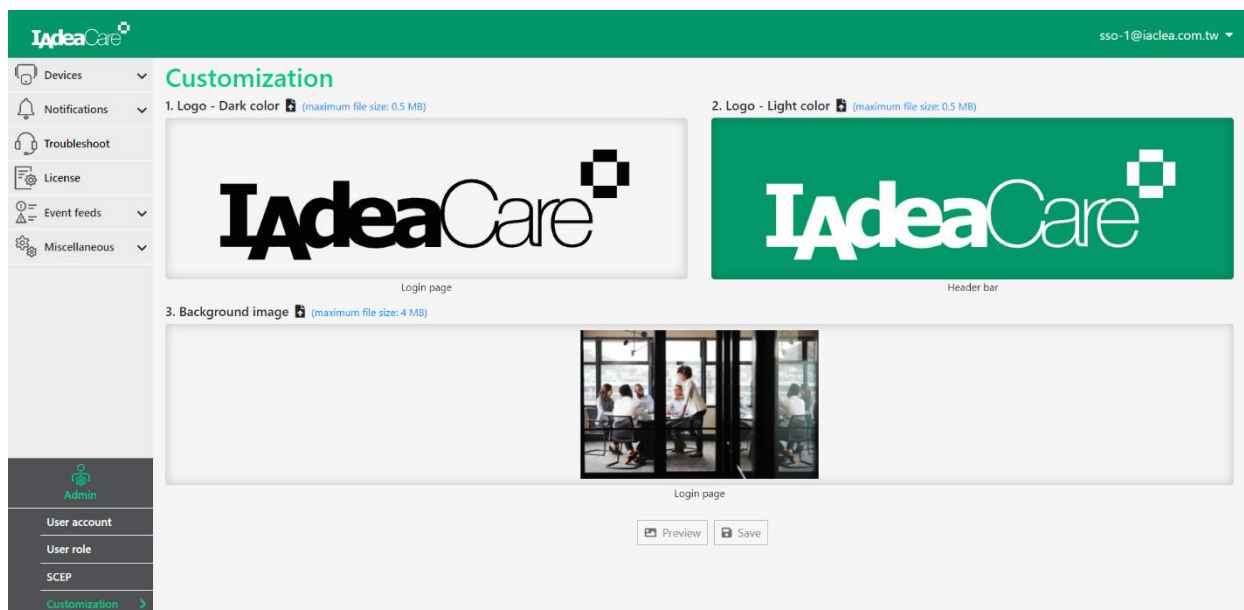 IAdeaCare
sso-1@iaclea.com.tw
Devices
Notifications
Troubleshoot
License
Event feeds
Miscellaneous
Admin
User account
User role
SCEP
Customization
Customization
1. Logo - Dark color (maximum file size: 0.5 MB)
IAdeaCare
Login page
2. Logo - Light color (maximum file size: 0.5 MB)
IAdeaCare
Header bar
3. Background image (maximum file size: 4 MB)
Login page
Preview
Save